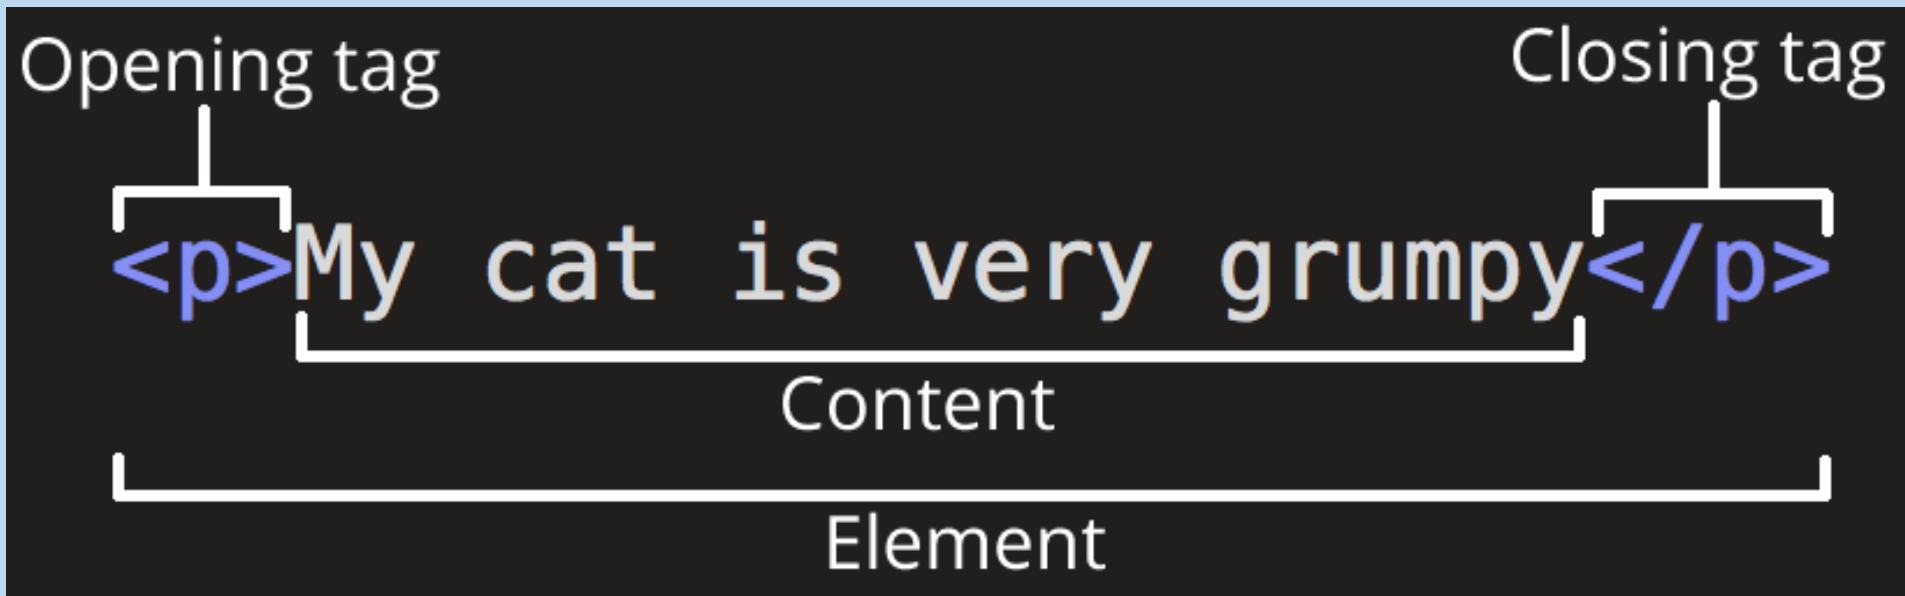 Opening tag
Closing tag
<p>My cat is very grumpy</p>
Content
Element